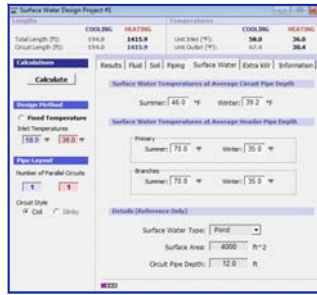 Surface Water Design Project #1
Lengths Temperatures
COOLING HEATING COOLING HEATING
Total Length (ft): 594.0 1415.9 Unit Inlet (°F): 58.0 36.0
Circuit Length (ft): 594.0 1415.9 Unit Outlet (°F): 67.4 30.4
Calculations
Calculate
Results Fluid Soil Piping Surface Water Extra kW Information
Surface Water Temperatures at Average Circuit Pipe Depth
Summer: 46.0 °F Winter: 39.2 °F
Design Method
Fixed Temperature
Inlet Temperatures
58.0 °F 36.0 °F
Surface Water Temperatures at Average Header Pipe Depth
Primary
Summer: 70.0 °F Winter: 35.0 °F
Pipe Layout
Number of Parallel Circuits
1 1
Circuit Style
Coil Slinky
Branches
Summer: 70.0 °F Winter: 35.0 °F
Details (Reference Only)
Surface Water Type: Pond
Surface Area: 4000 ft^2
Circuit Pipe Depth: 12.0 ft